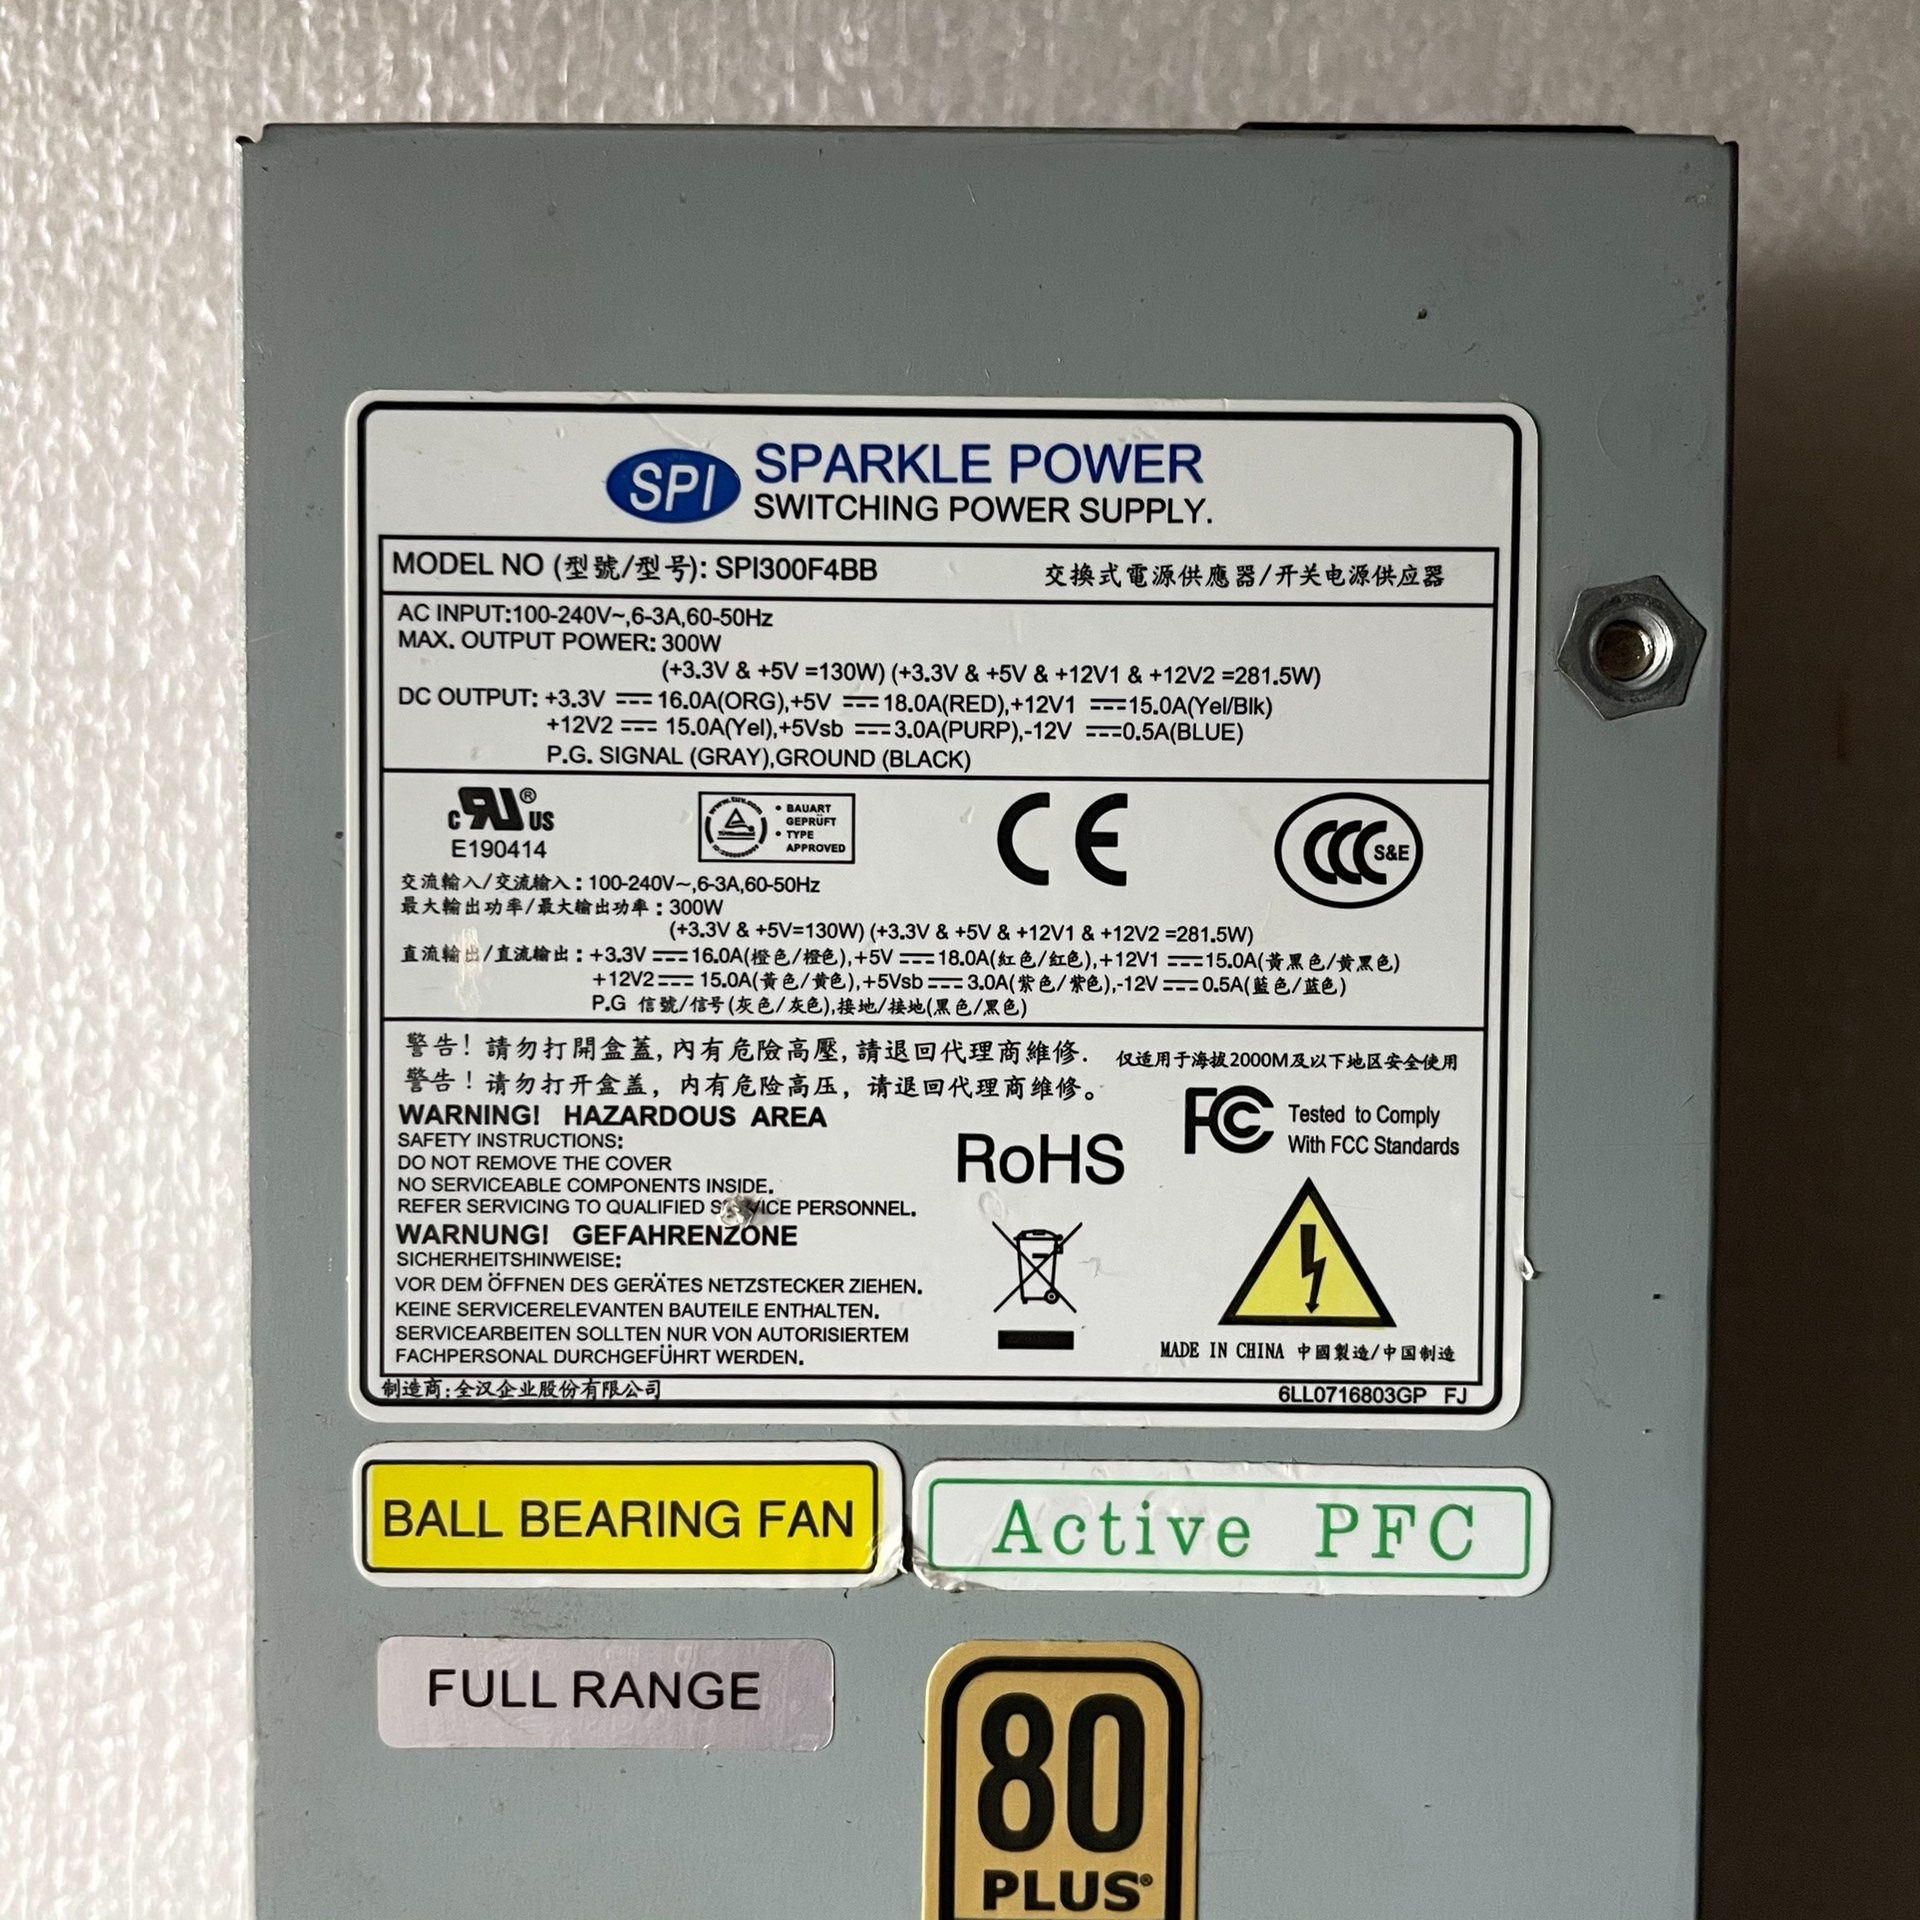 SPI SPARKLE POWER
SWITCHING POWER SUPPLY.
MODEL NO (型號/型号): SPI300F4BB 交換式電源供應器/开关电源供应器
AC INPUT:100-240V~,6-3A,60-50Hz
MAX. OUTPUT POWER: 300W
(+3.3V & +5V =130W) (+3.3V & +5V & +12V1 & +12V2 =281.5W)
DC OUTPUT: +3.3V ⎓ 16.0A(ORG),+5V ⎓ 18.0A(RED),+12V1 ⎓ 15.0A(Yel/Blk)
+12V2 ⎓ 15.0A(Yel),+5Vsb ⎓ 3.0A(PURP),-12V ⎓ 0.5A(BLUE)
P.G. SIGNAL (GRAY),GROUND (BLACK)
c RU ® US
E190414
www.tuv.com
• BAUART
GEPRÜFT
• TYPE
APPROVED
CE
CCC S&E
交流輸入/交流输入: 100-240V~,6-3A,60-50Hz
最大輸出功率/最大输出功率: 300W
(+3.3V & +5V=130W) (+3.3V & +5V & +12V1 & +12V2 =281.5W)
直流輸出/直流输出: +3.3V ⎓ 16.0A(橙色/橙色),+5V ⎓ 18.0A(紅色/红色),+12V1 ⎓ 15.0A(黃黑色/黄黑色)
+12V2 ⎓ 15.0A(黃色/黄色),+5Vsb ⎓ 3.0A(紫色/紫色),-12V ⎓ 0.5A(藍色/蓝色)
P.G 信號/信号(灰色/灰色),接地/接地(黑色/黑色)
警告! 請勿打開盒蓋,內有危險高壓,請退回代理商維修. 仅适用于海拔2000M及以下地区安全使用
警告! 请勿打开盒盖, 内有危险高压, 请退回代理商维修。
WARNING! HAZARDOUS AREA
SAFETY INSTRUCTIONS:
DO NOT REMOVE THE COVER
NO SERVICEABLE COMPONENTS INSIDE.
REFER SERVICING TO QUALIFIED SERVICE PERSONNEL.
WARNUNG! GEFAHRENZONE
SICHERHEITSHINWEISE:
VOR DEM ÖFFNEN DES GERÄTES NETZSTECKER ZIEHEN.
KEINE SERVICERELEVANTEN BAUTEILE ENTHALTEN.
SERVICEARBEITEN SOLLTEN NUR VON AUTORISIERTEM
FACHPERSONAL DURCHGEFÜHRT WERDEN.
RoHS
FC Tested to Comply
With FCC Standards
MADE IN CHINA 中國製造/中国制造
制造商:全汉企业股份有限公司 6LL0716803GP FJ
BALL BEARING FAN
Active PFC
FULL RANGE
80
PLUS®